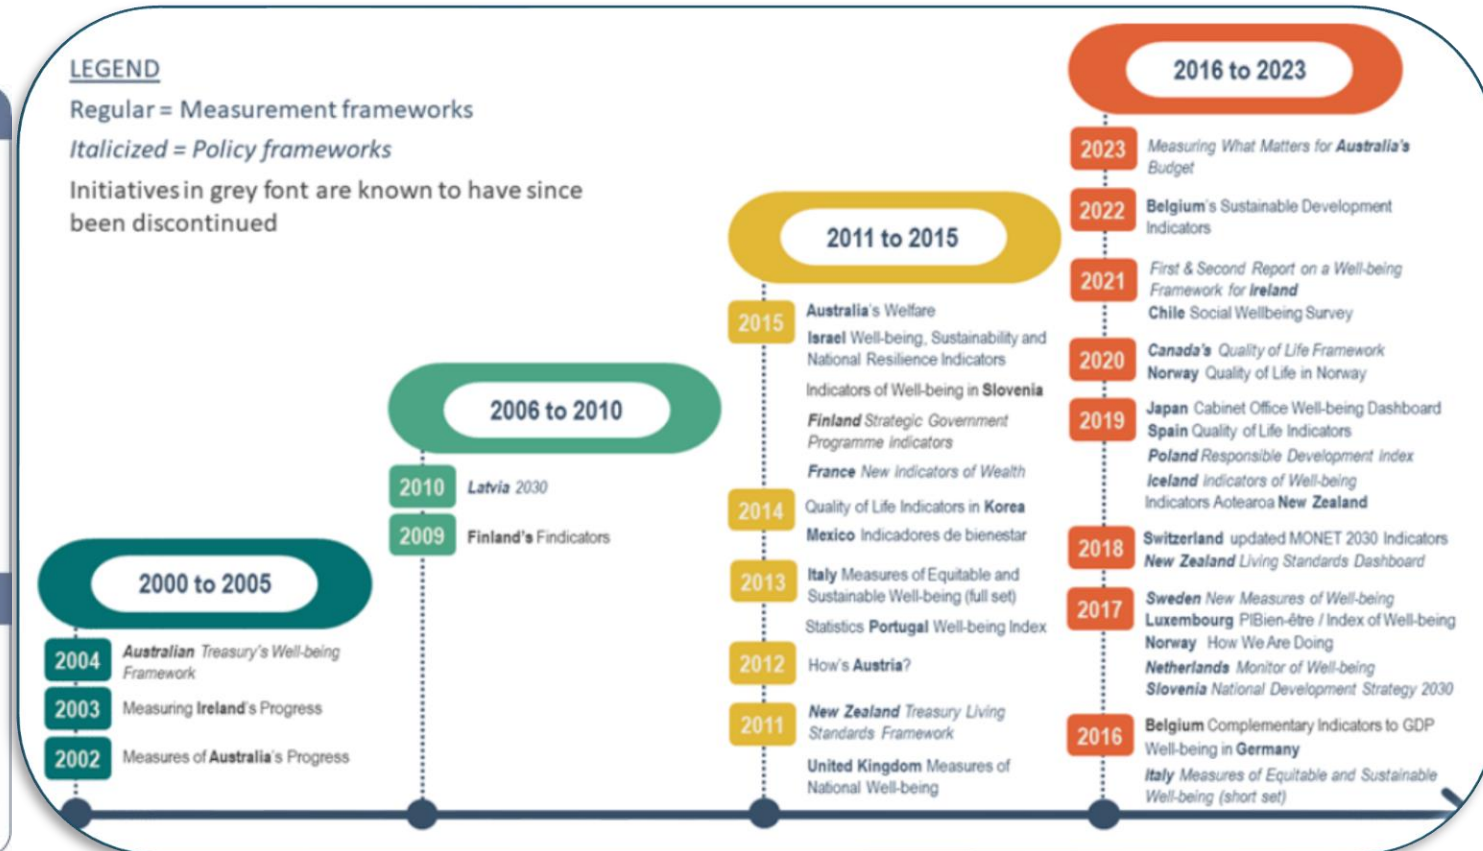 LEGEND
Regular = Measurement frameworks
Italicized = Policy frameworks
Initiatives in grey font are known to have since
been discontinued
2000 to 2005
2004
Australian Treasury's Well-being
Framework
2003
Measuring Ireland's Progress
2002
Measures of Australia's Progress
2006 to 2010
2010
Latvia 2030
2009
Finland's Findicators
2011 to 2015
2015
Australia's Welfare
Israel Well-being, Sustainability and
National Resilience Indicators
Indicators of Well-being in Slovenia
Finland Strategic Government
Programme indicators
France New Indicators of Wealth
2014
Quality of Life Indicators in Korea
Mexico Indicadores de bienestar
2013
Italy Measures of Equitable and
Sustainable Well-being (full set)
Statistics Portugal Well-being Index
2012
How's Austria?
2011
New Zealand Treasury Living
Standards Framework
United Kingdom Measures of
National Well-being
2016 to 2023
2023
Measuring What Matters for Australia's
Budget
2022
Belgium's Sustainable Development
Indicators
2021
First & Second Report on a Well-being
Framework for Ireland
Chile Social Wellbeing Survey
2020
Canada's Quality of Life Framework
Norway Quality of Life in Norway
2019
Japan Cabinet Office Well-being Dashboard
Spain Quality of Life Indicators
Poland Responsible Development Index
Iceland Indicators of Well-being
Indicators Aotearoa New Zealand
2018
Switzerland updated MONET 2030 Indicators
New Zealand Living Standards Dashboard
2017
Sweden New Measures of Well-being
Luxembourg PIBien-être / Index of Well-being
Norway How We Are Doing
Netherlands Monitor of Well-being
Slovenia National Development Strategy 2030
2016
Belgium Complementary Indicators to GDP
Well-being in Germany
Italy Measures of Equitable and Sustainable
Well-being (short set)